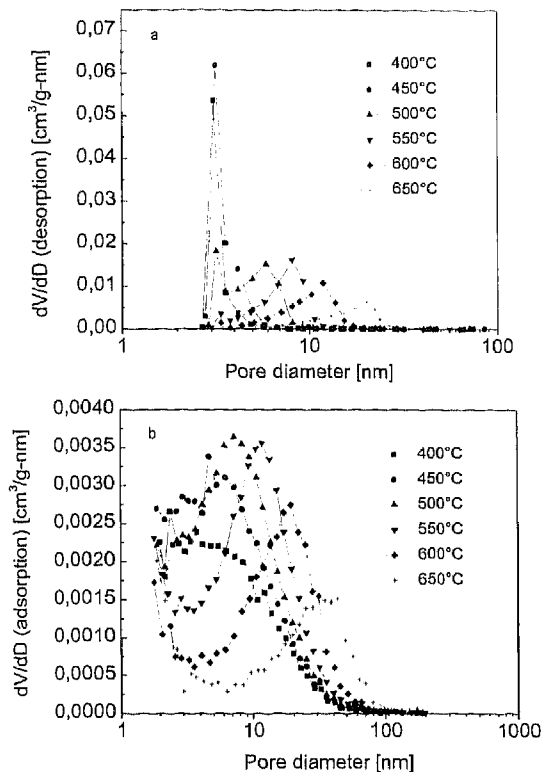 a
0,07
0,06
0,05
0,04
0,03
0,02
0,01
0,00
dV/dD (desorption) [cm³/g-nm]
400°C
450°C
500°C
550°C
600°C
650°C
1
10
100
Pore diameter [nm]
b
0,0040
0,0035
0,0030
0,0025
0,0020
0,0015
0,0010
0,0005
0,0000
dV/dD (adsorption) [cm³/g-nm]
400°C
450°C
500°C
550°C
600°C
650°C
1
10
100
1000
Pore diameter [nm]